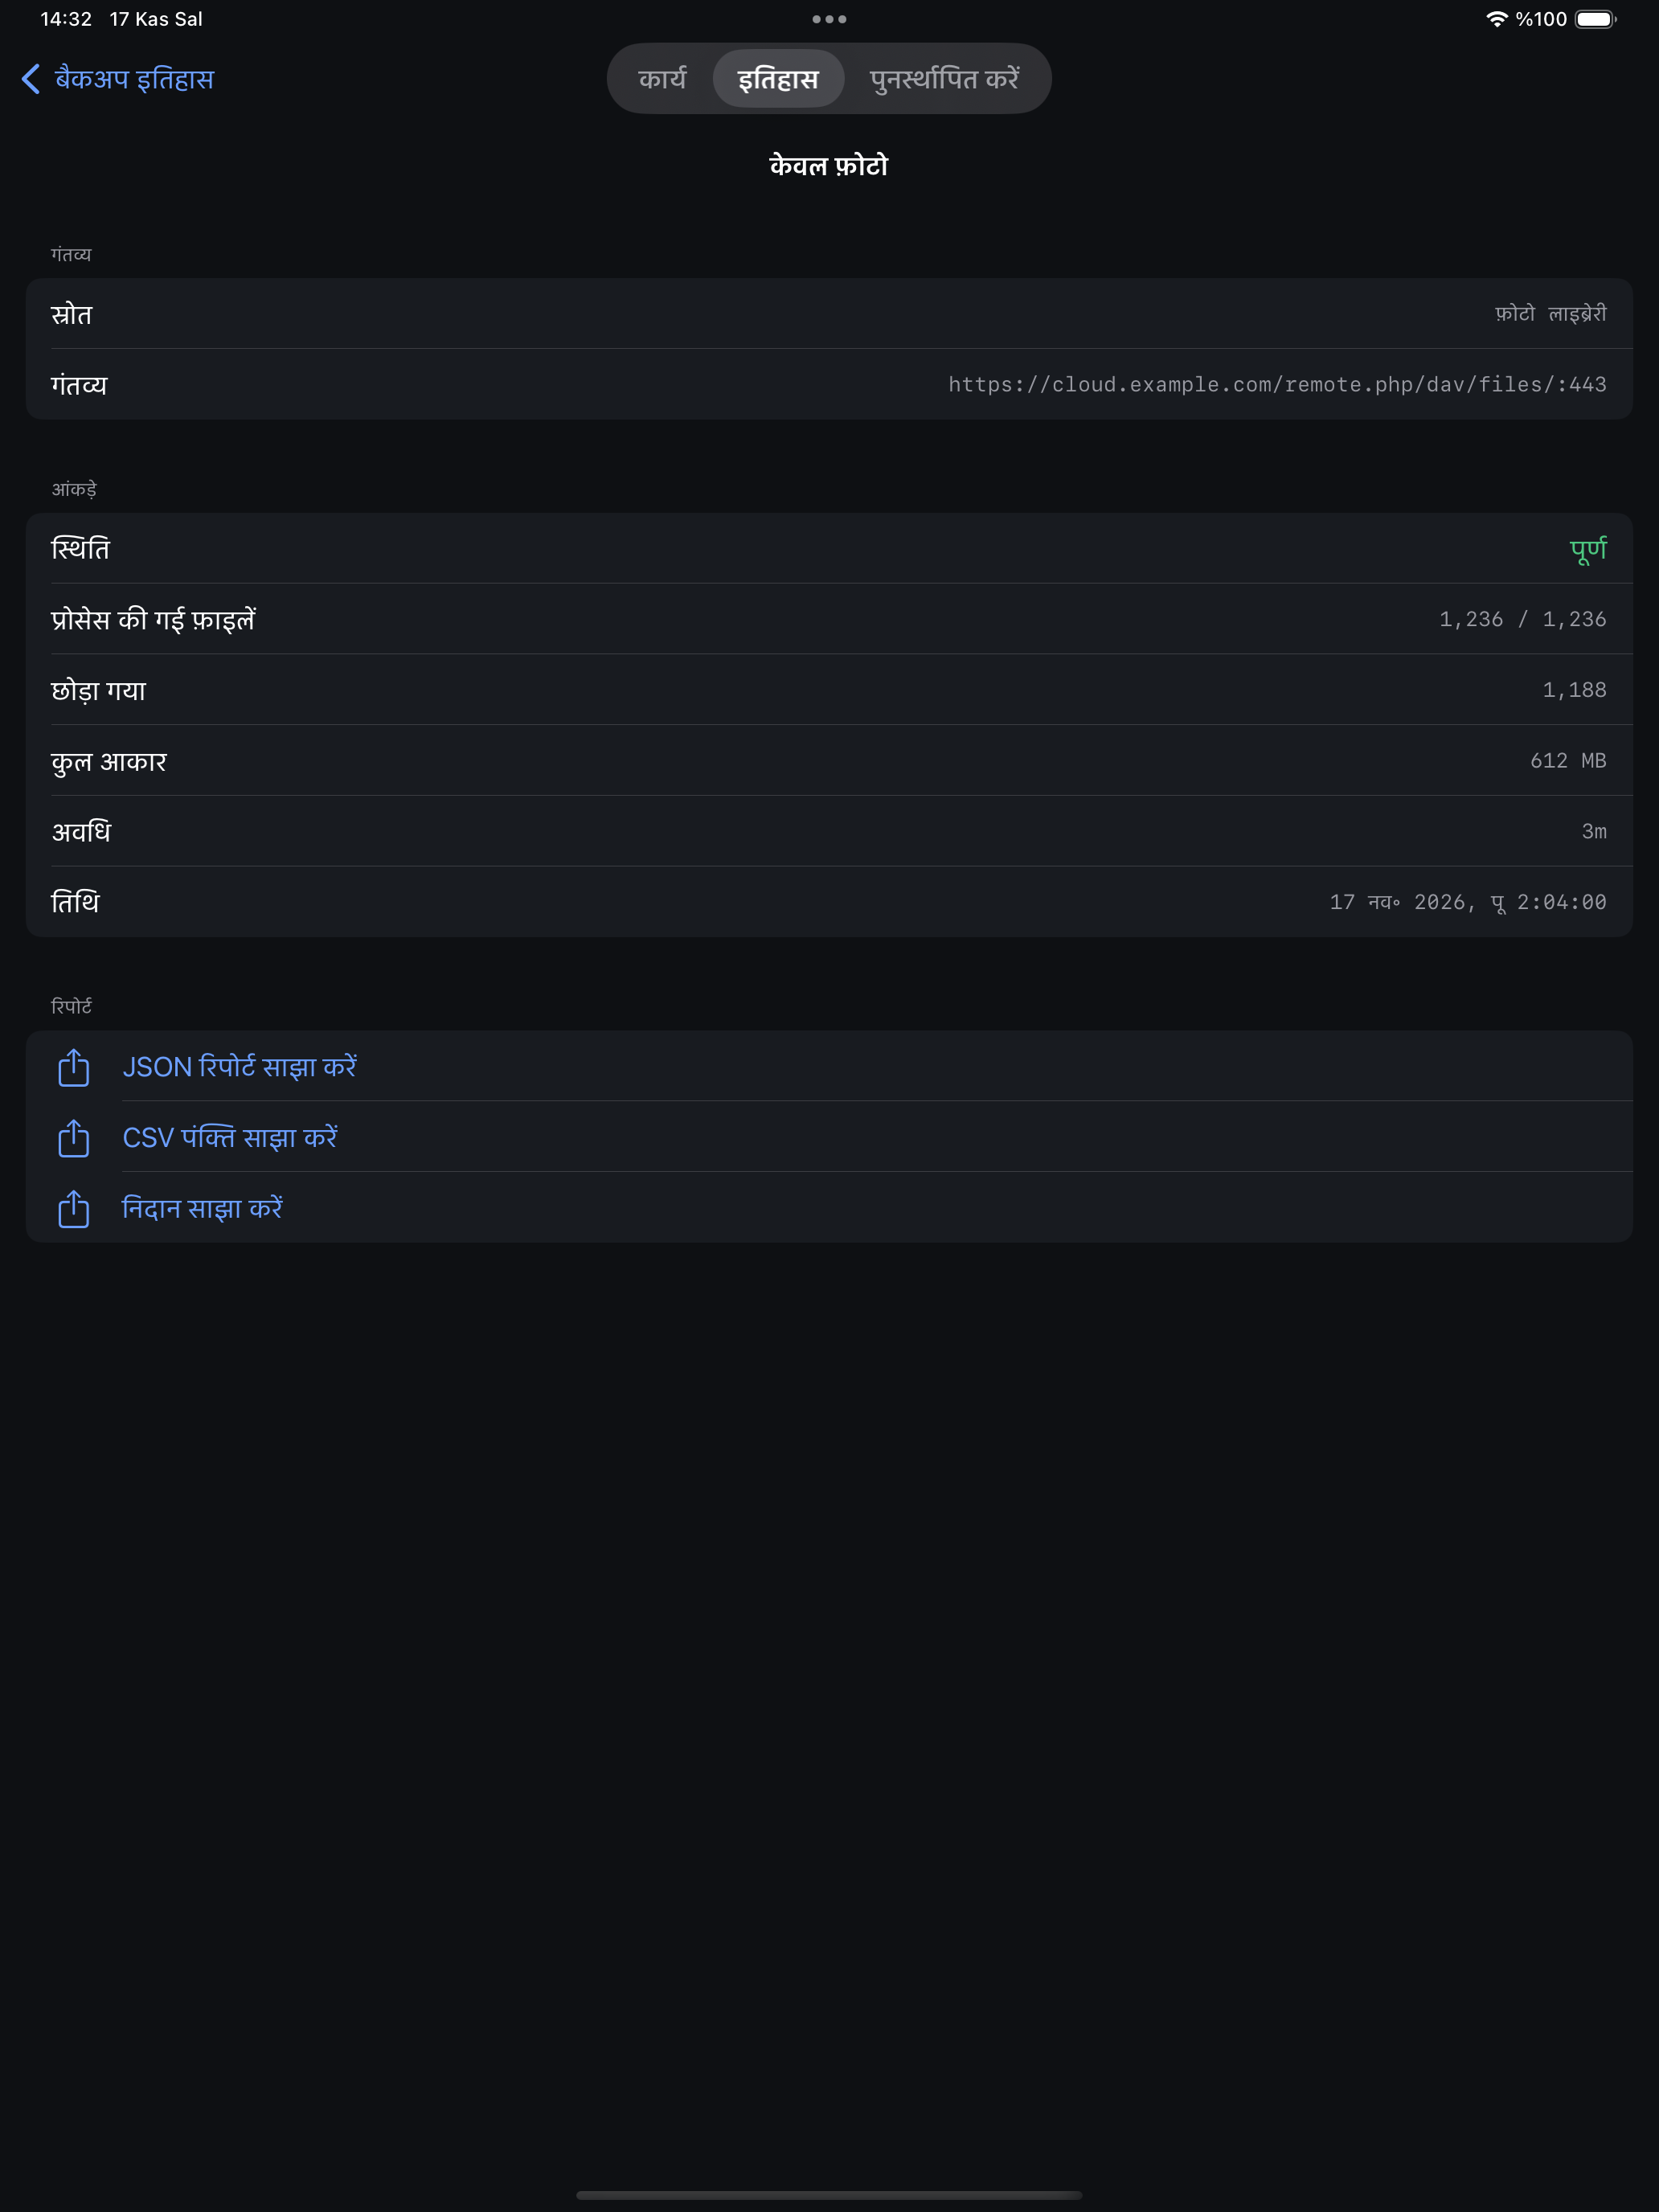 14:32 17 Kas Sal
%100
बैकअप इतिहास
कार्य इतिहास पुनर्स्थापित करें
केवल फ़ोटो
गंतव्य
स्रोत फ़ोटो लाइब्रेरी
गंतव्य https://cloud.example.com/remote.php/dav/files/:443
आंकड़े
स्थिति पूर्ण
प्रोसेस की गई फ़ाइलें 1,236 / 1,236
छोड़ा गया 1,188
कुल आकार 612 MB
अवधि 3m
तिथि 17 नव॰ 2026, पू 2:04:00
रिपोर्ट
JSON रिपोर्ट साझा करें
CSV पंक्ति साझा करें
निदान साझा करें